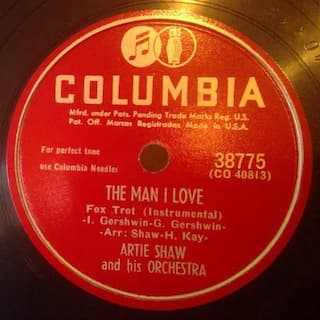 COLUMBIA
Mfrd. under Pats. Pending Trade Marks Reg. U.S.
Pat. Off. Marcas Registradas Made in U.S.A.
For perfect tone
use Columbia Needles
38775
(CO 40813)
THE MAN I LOVE
Fox Trot (Instrumental)
-I. Gershwin-G. Gershwin-
-Arr: Shaw-H. Kay-
ARTIE SHAW
and his ORCHESTRA